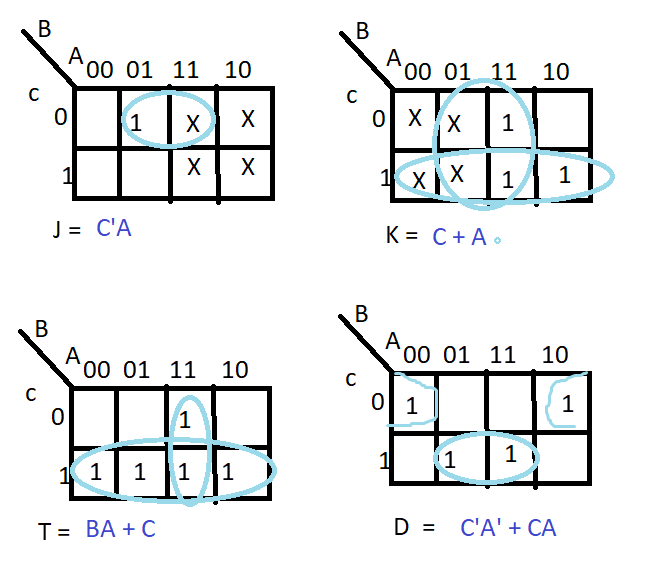 B
A
00 01 11 10
c
0 1 X X
1 X X
J = C'A
B
A
00 01 11 10
c
0 X X 1
1 X X 1 1
K = C + A
B
A
00 01 11 10
c
0 1
1 1 1 1 1
T = BA + C
B
A
00 01 11 10
c
0 1 1
1 1 1
D = C'A' + CA